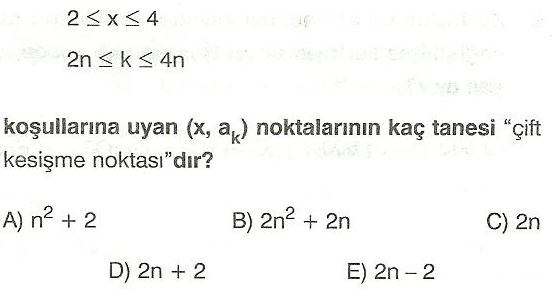 2 ≤ x ≤ 4
2n ≤ k ≤ 4n
koşullarına uyan (x, aₖ) noktalarının kaç tanesi “çift
kesişme noktası”dır?
A) n² + 2 B) 2n² + 2n C) 2n
D) 2n + 2 E) 2n – 2